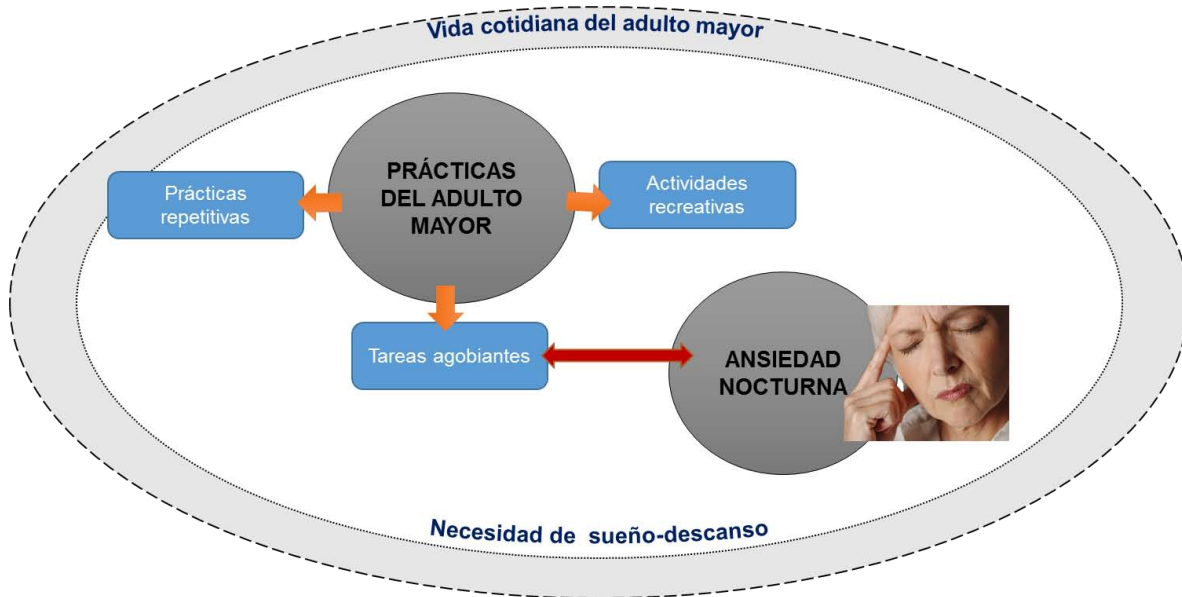 Vida cotidiana del adulto mayor
PRÁCTICAS
DEL ADULTO
MAYOR
Prácticas
repetitivas
Actividades
recreativas
Tareas agobiantes
ANSIEDAD
NOCTURNA
Necesidad de sueño-descanso